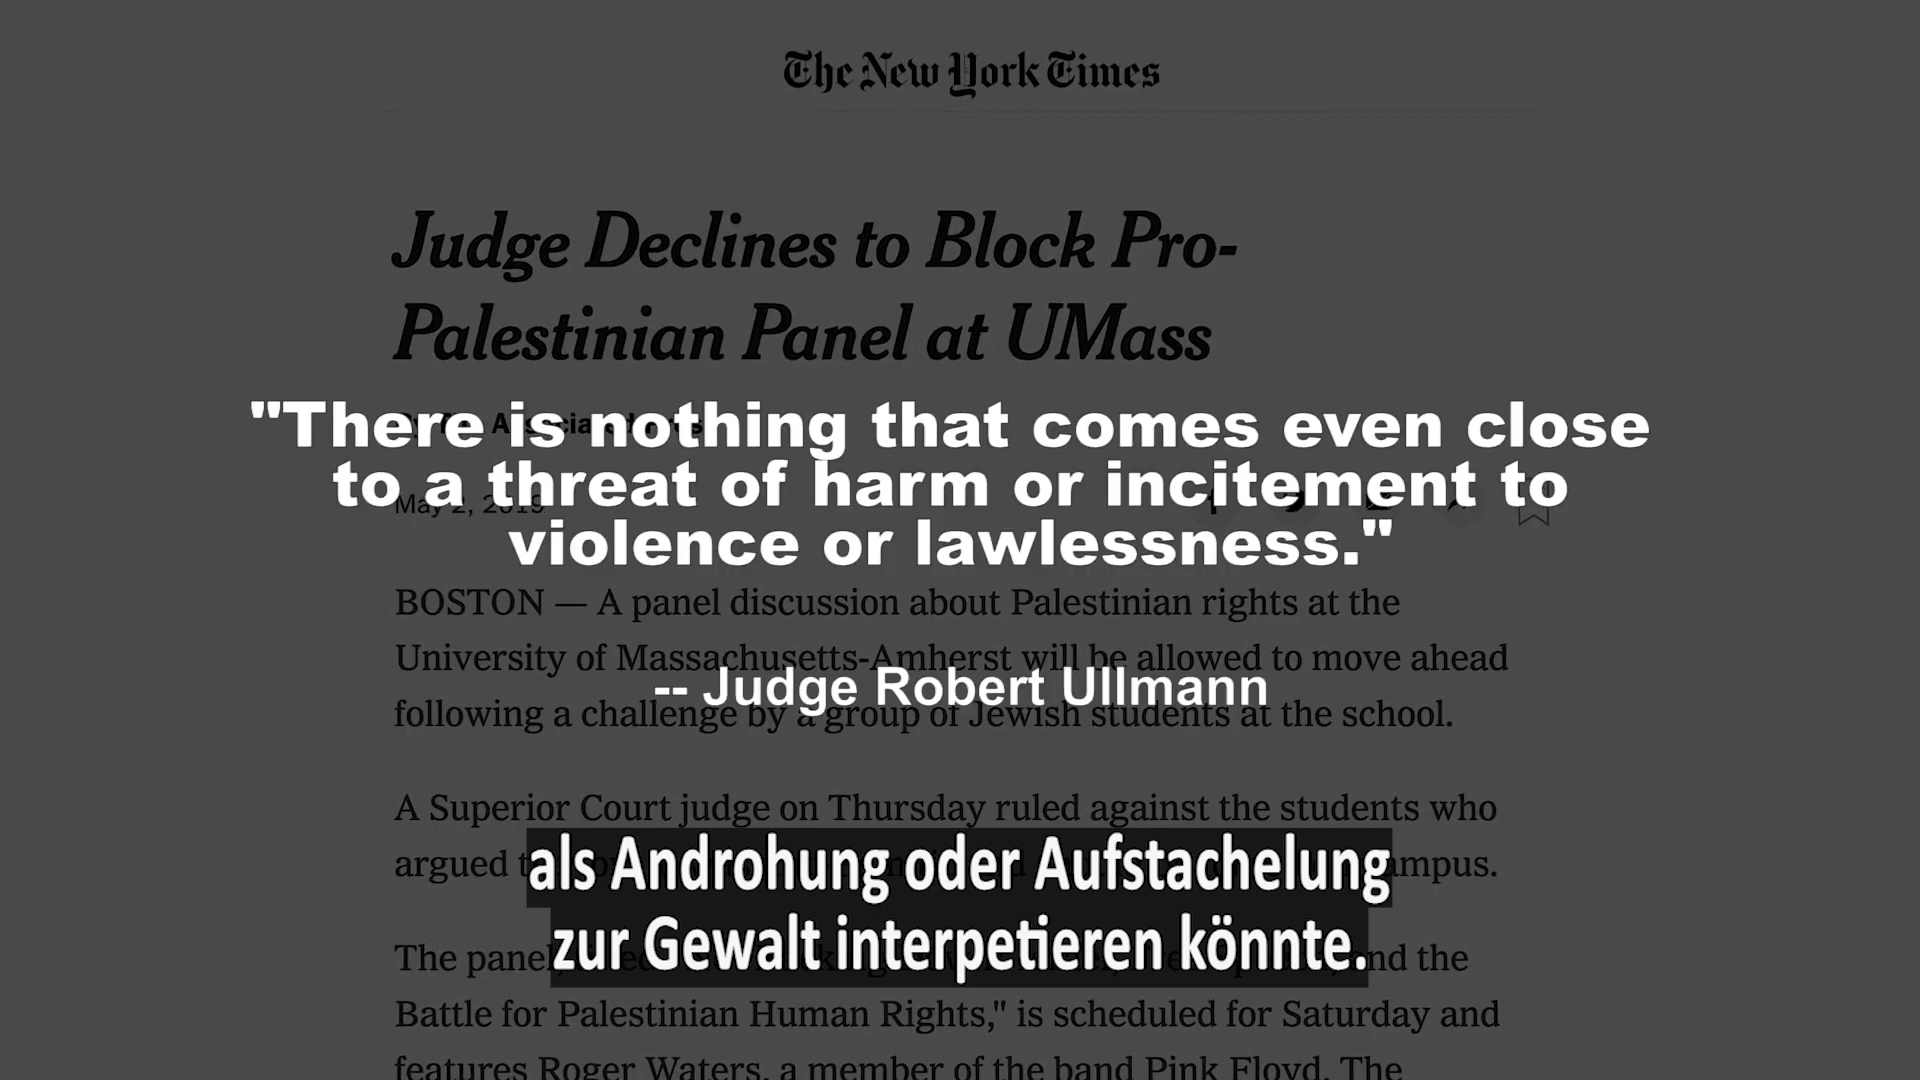 The New York Times
Judge Declines to Block Pro-
Palestinian Panel at UMass
"There is nothing that comes even close
to a threat of harm or incitement to
May 2, 2019
violence or lawlessness."
BOSTON — A panel discussion about Palestinian rights at the
University of Massachusetts-Amherst will be allowed to move ahead
-- Judge Robert Ullmann
following a challenge by a group of Jewish students at the school.
A Superior Court judge on Thursday ruled against the students who
argued
als Androhung oder Aufstachelung
zur Gewalt interpetieren könnte.
The panel and the
Battle for Palestinian Human Rights," is scheduled for Saturday and
features Roger Waters, a member of the band Pink Floyd. The